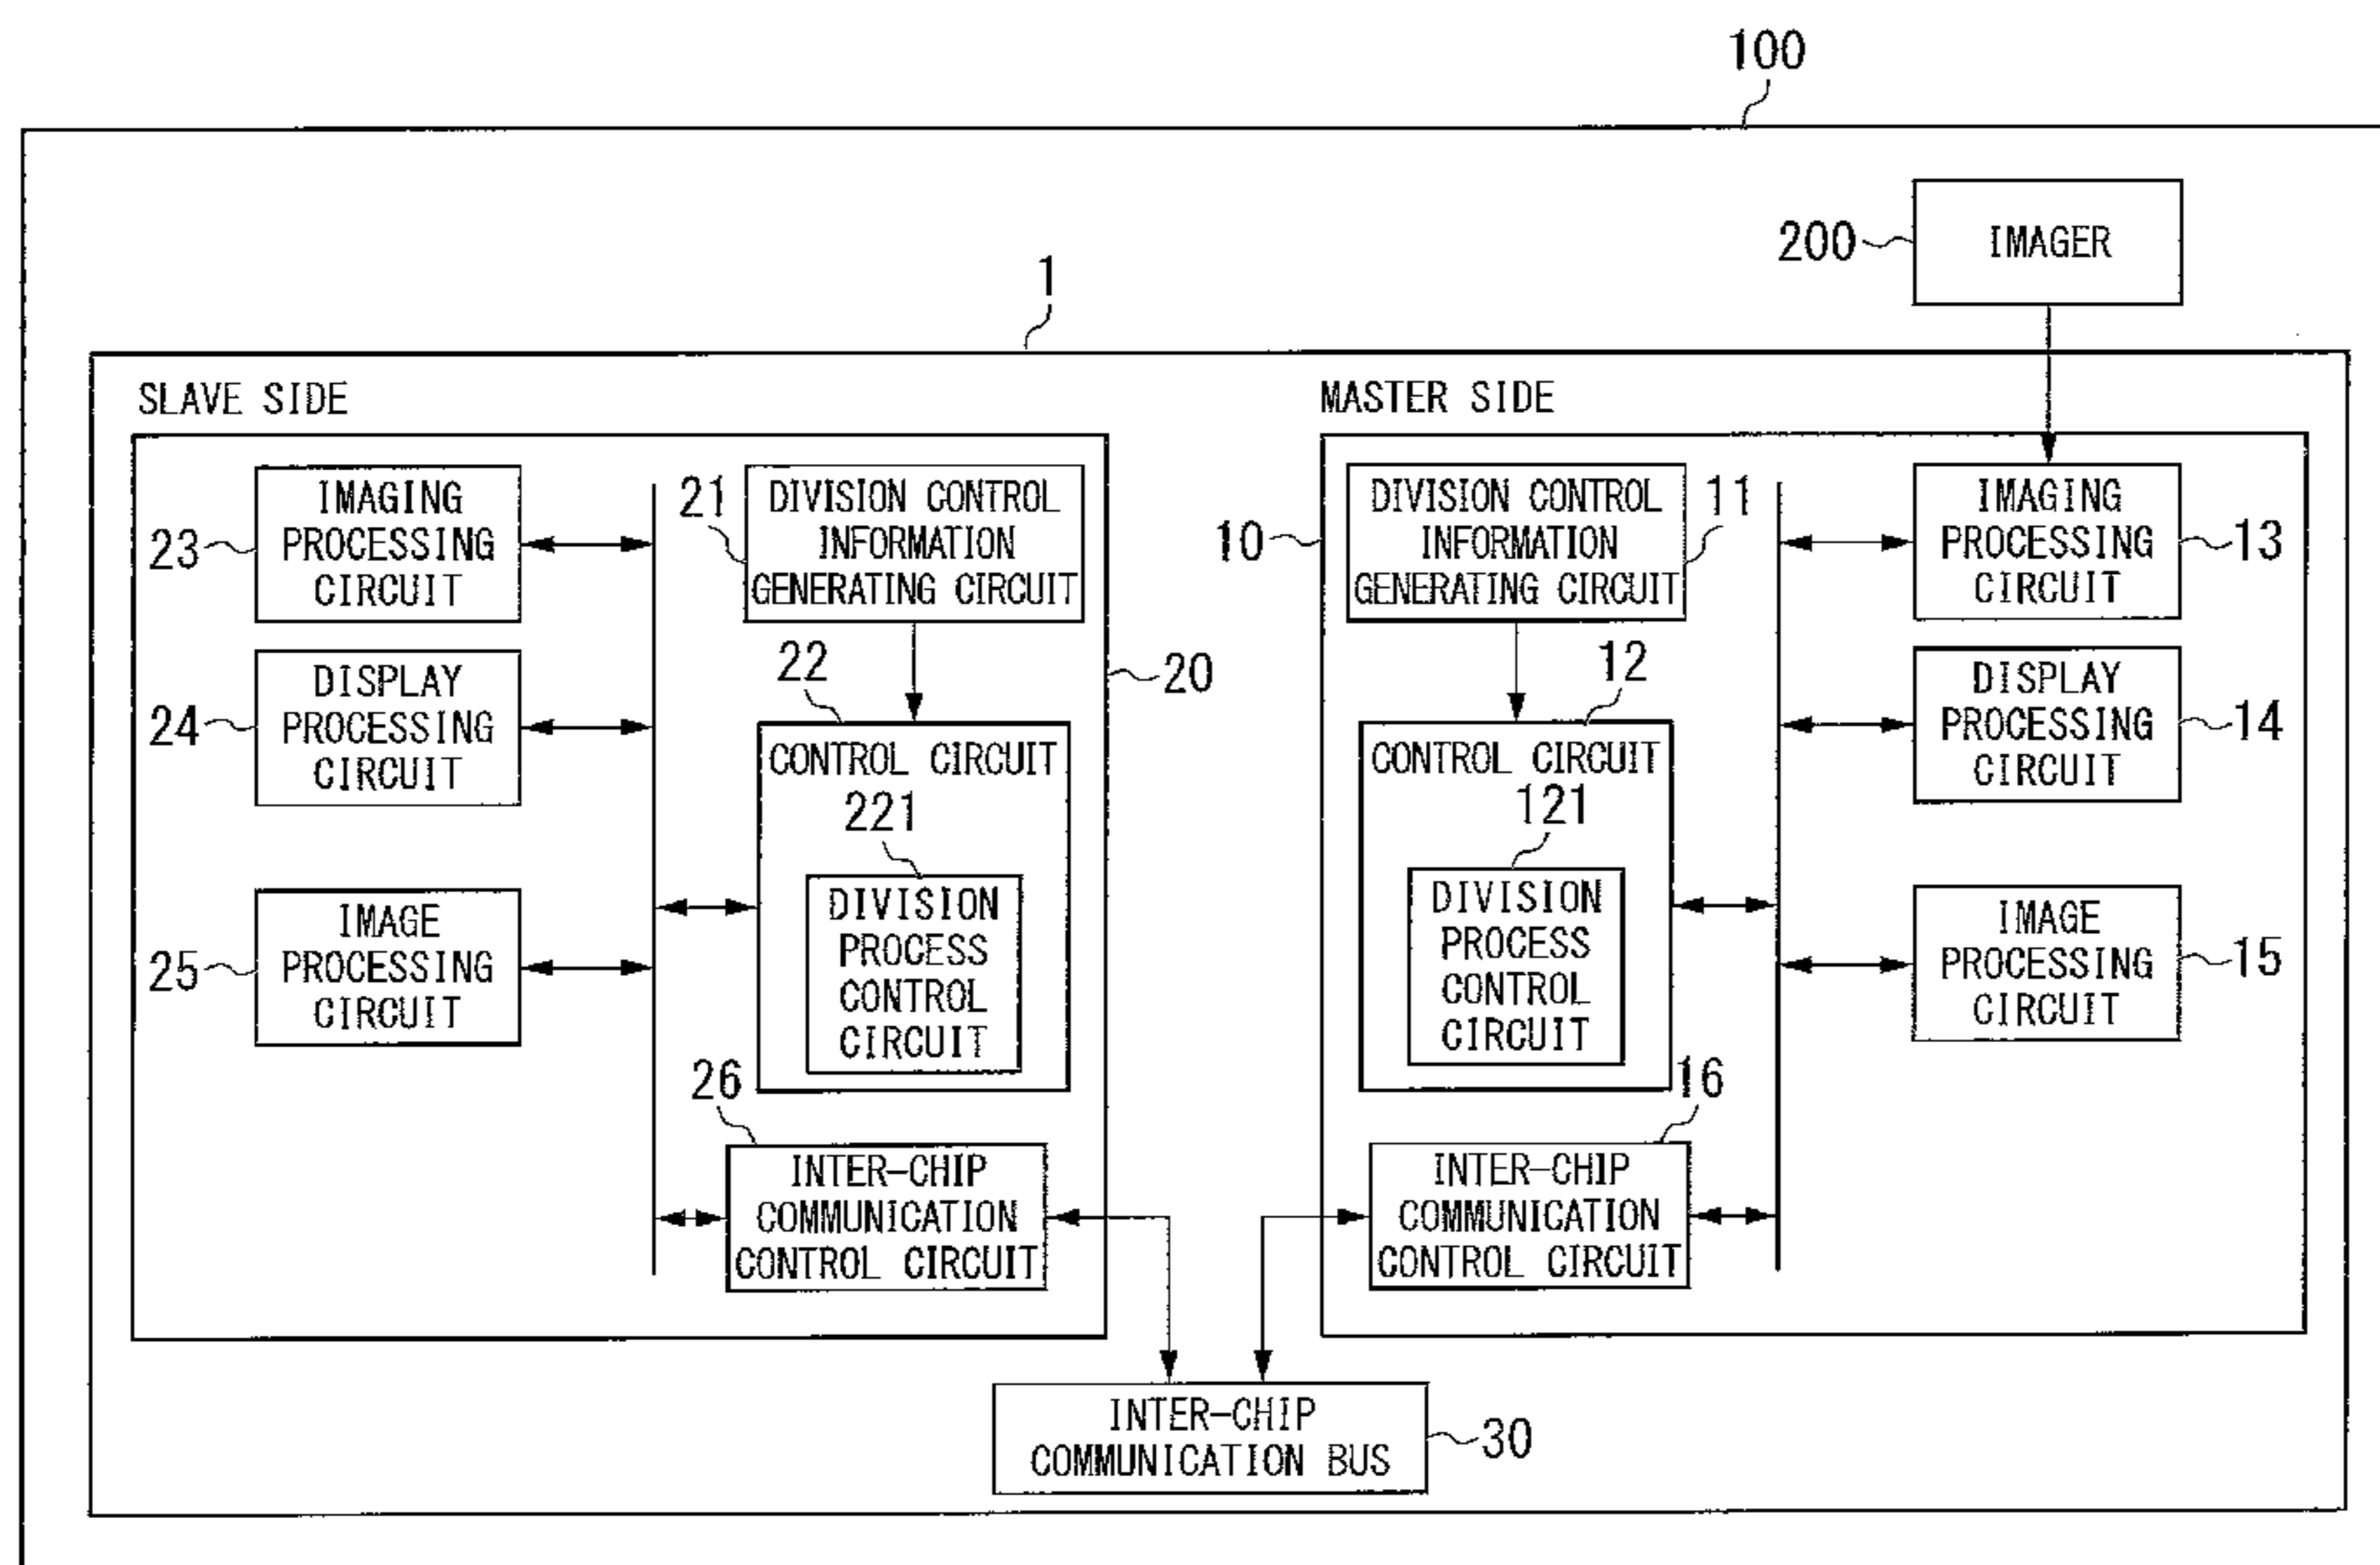 100
200
IMAGER
1
SLAVE SIDE
23
IMAGING
PROCESSING
CIRCUIT
21
DIVISION CONTROL
INFORMATION
GENERATING CIRCUIT
24
DISPLAY
PROCESSING
CIRCUIT
22
CONTROL CIRCUIT
221
DIVISION
PROCESS
CONTROL
CIRCUIT
20
25
IMAGE
PROCESSING
CIRCUIT
26
INTER-CHIP
COMMUNICATION
CONTROL CIRCUIT
MASTER SIDE
10
DIVISION CONTROL
INFORMATION
GENERATING CIRCUIT
11
IMAGING
PROCESSING
CIRCUIT
13
12
CONTROL CIRCUIT
121
DIVISION
PROCESS
CONTROL
CIRCUIT
DISPLAY
PROCESSING
CIRCUIT
14
IMAGE
PROCESSING
CIRCUIT
15
16
INTER-CHIP
COMMUNICATION
CONTROL CIRCUIT
INTER-CHIP
COMMUNICATION BUS
30